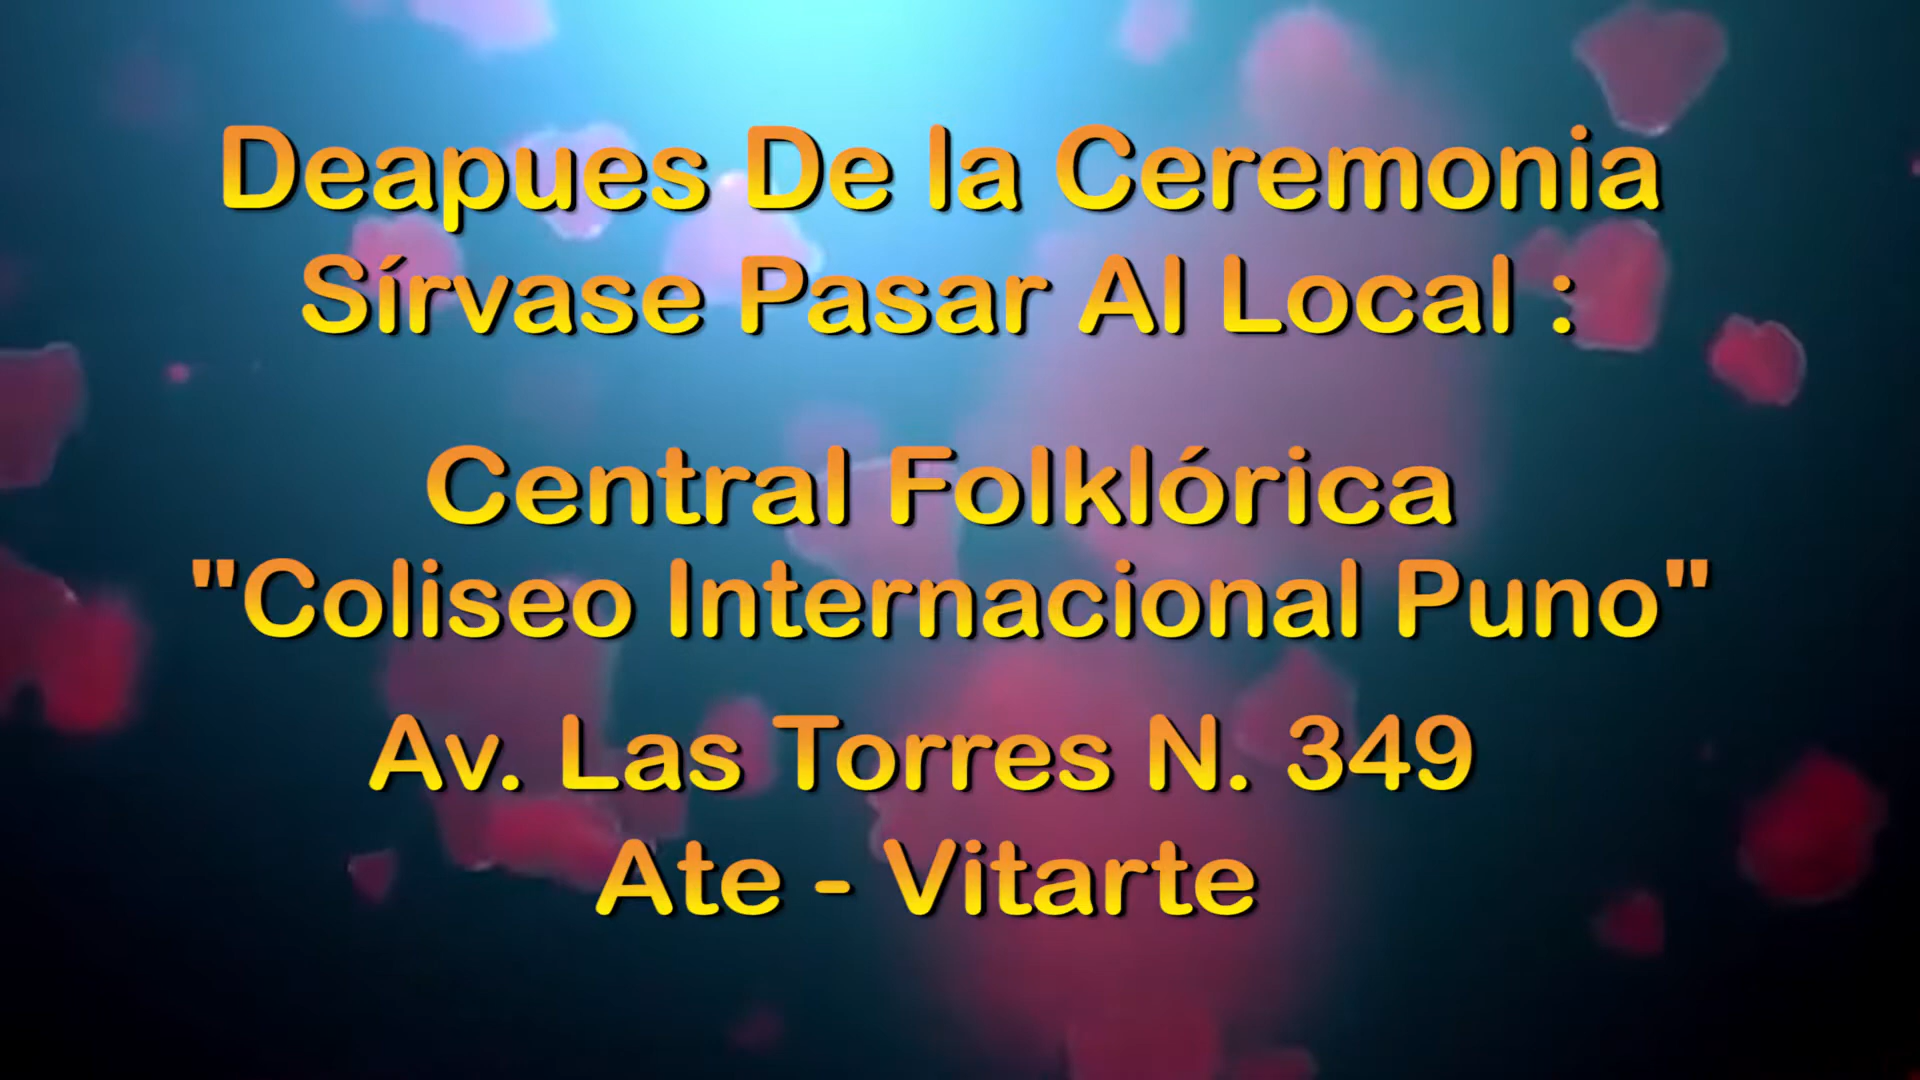 Deapues De la Ceremonia
Sírvase Pasar Al Local :
Central Folklórica
"Coliseo Internacional Puno"
Av. Las Torres N. 349
Ate - Vitarte